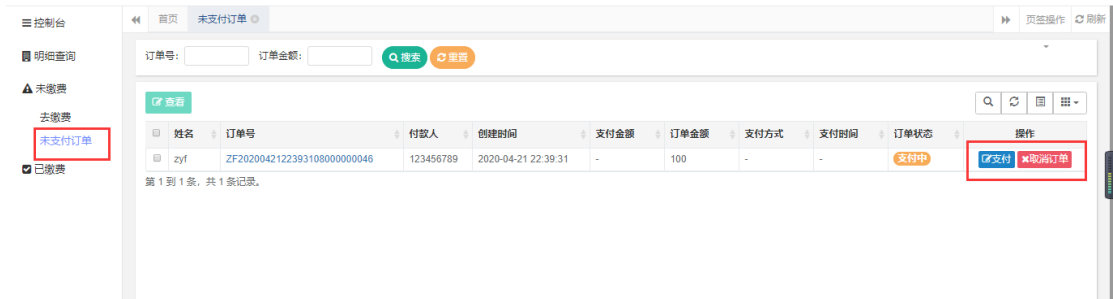 控制台
首页 未支付订单 页签操作 刷新
明细查询
订单号: 订单金额: 搜索 重置
未缴费
去缴费
未支付订单
已缴费
查看
姓名 订单号 付款人 创建时间 支付金额 订单金额 支付方式 支付时间 订单状态 操作
zyf ZF2020042122393108000000046 123456789 2020-04-21 22:39:31 - 100 - - 支付中 支付 取消订单
第 1 到 1 条，共 1 条记录。